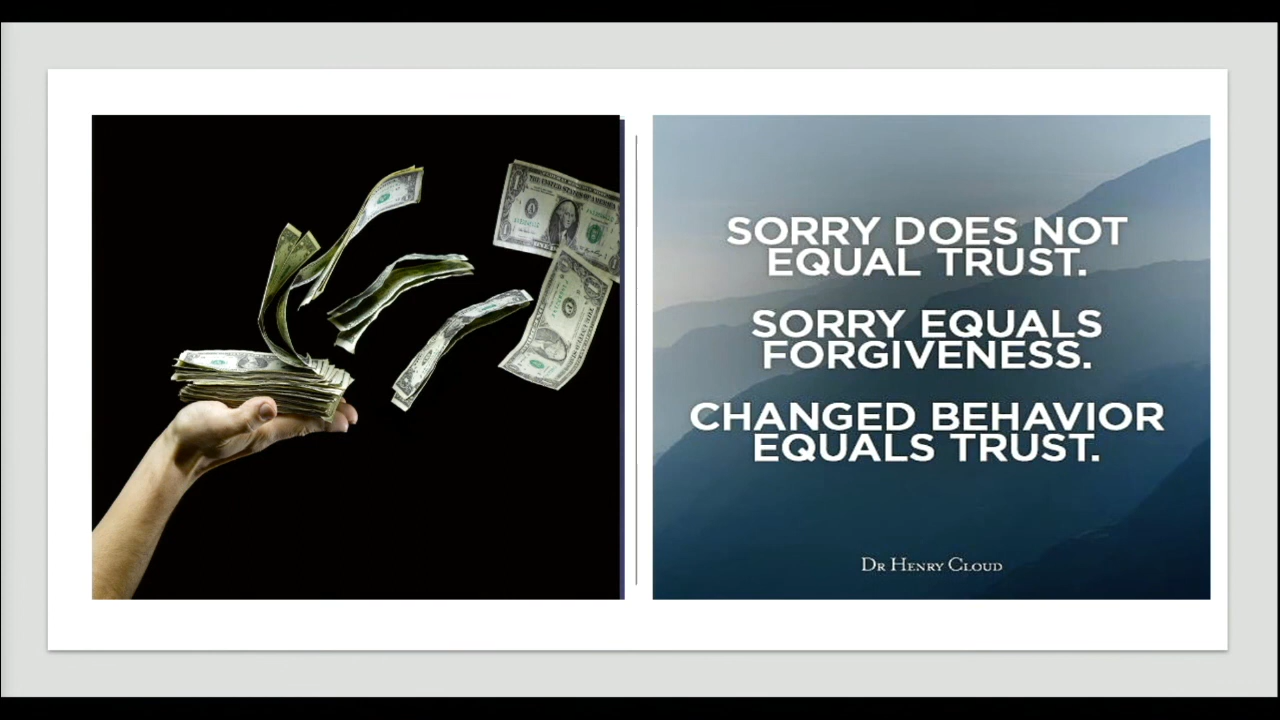 SORRY DOES NOT
EQUAL TRUST.
SORRY EQUALS
FORGIVENESS.
CHANGED BEHAVIOR
EQUALS TRUST.
DR HENRY CLOUD